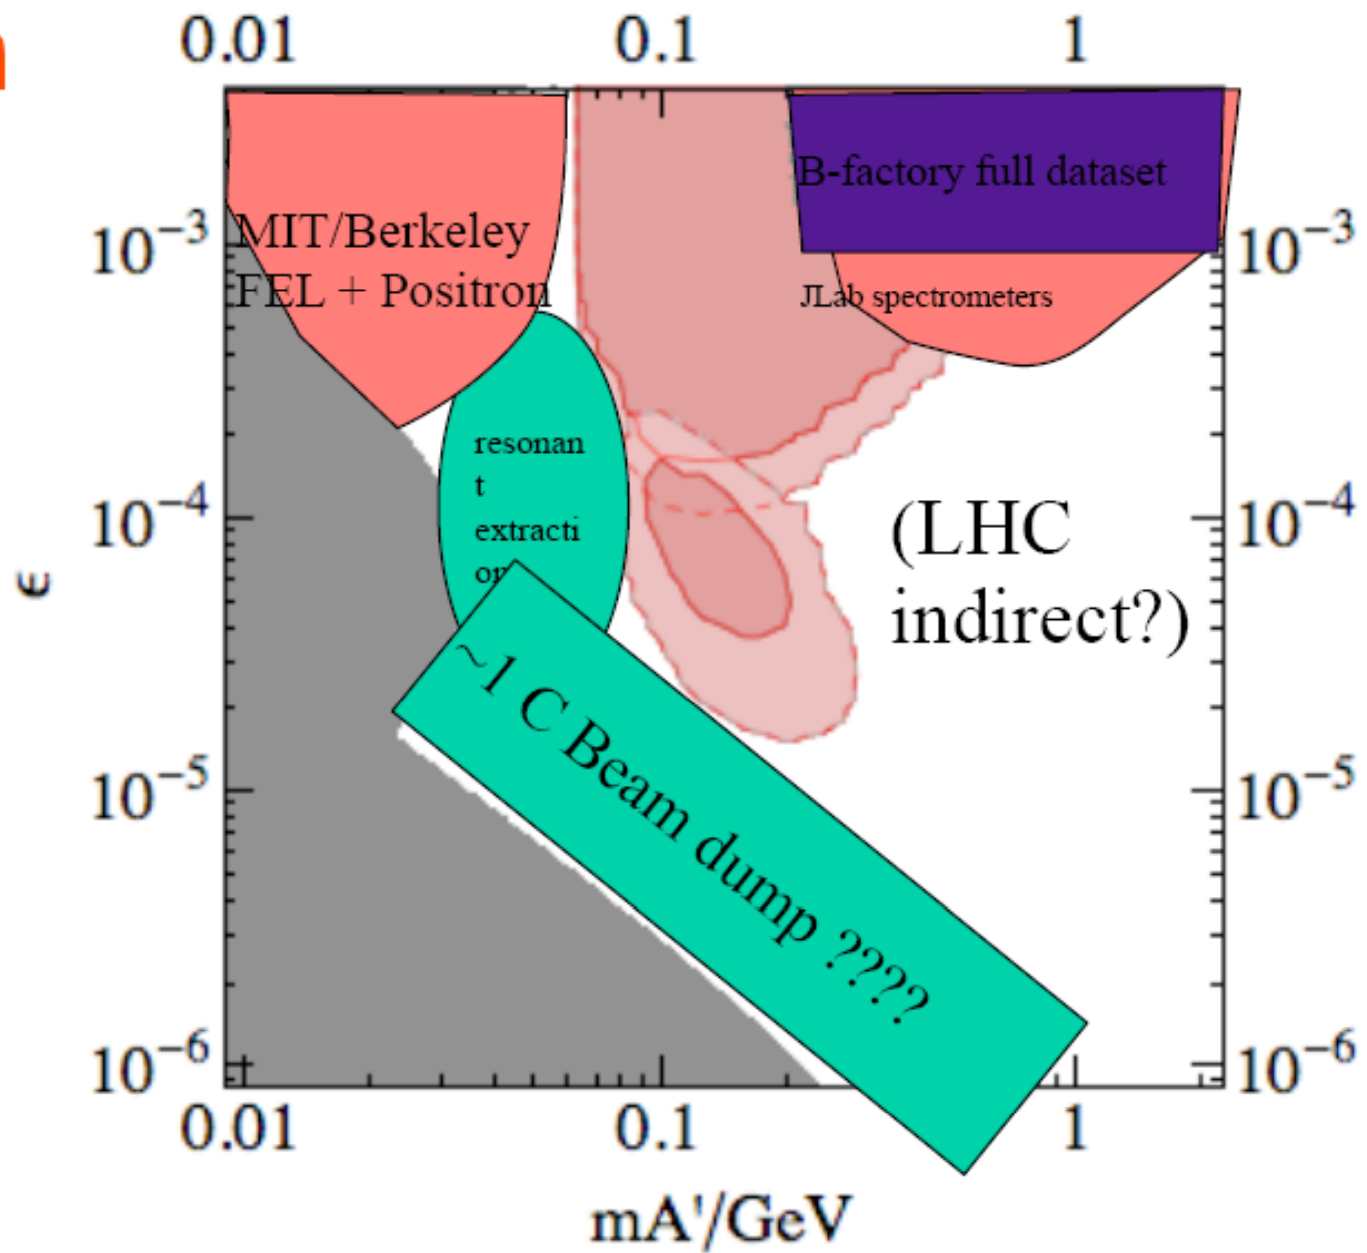 0.01 0.1 1
B-factory full dataset
MIT/Berkeley
FEL + Positron
JLab spectrometers
10−3 10−3
resonan
t
extracti
on
10−4 10−4
(LHC
indirect?)
ϵ
~1 C Beam dump ????
10−5 10−5
10−6 10−6
0.01 0.1 1
mA'/GeV